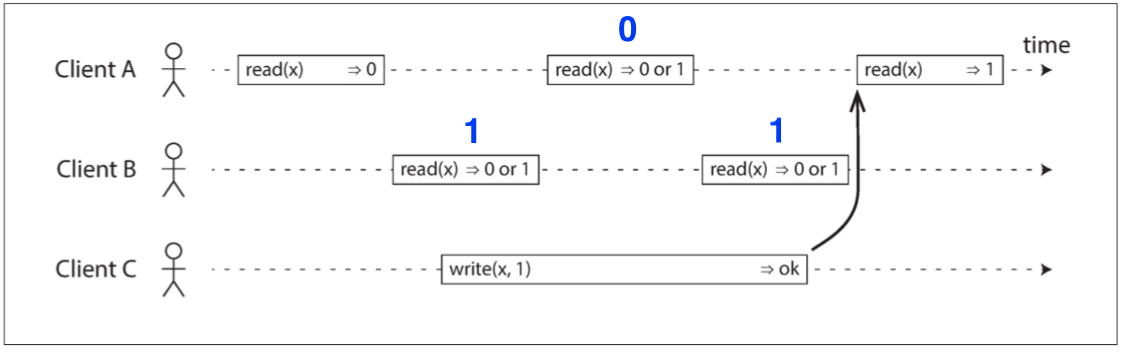 0
time
Client A read(x) ⇒ 0 read(x) ⇒ 0 or 1 read(x) ⇒ 1
1 1
Client B read(x) ⇒ 0 or 1 read(x) ⇒ 0 or 1
Client C write(x, 1) ⇒ ok